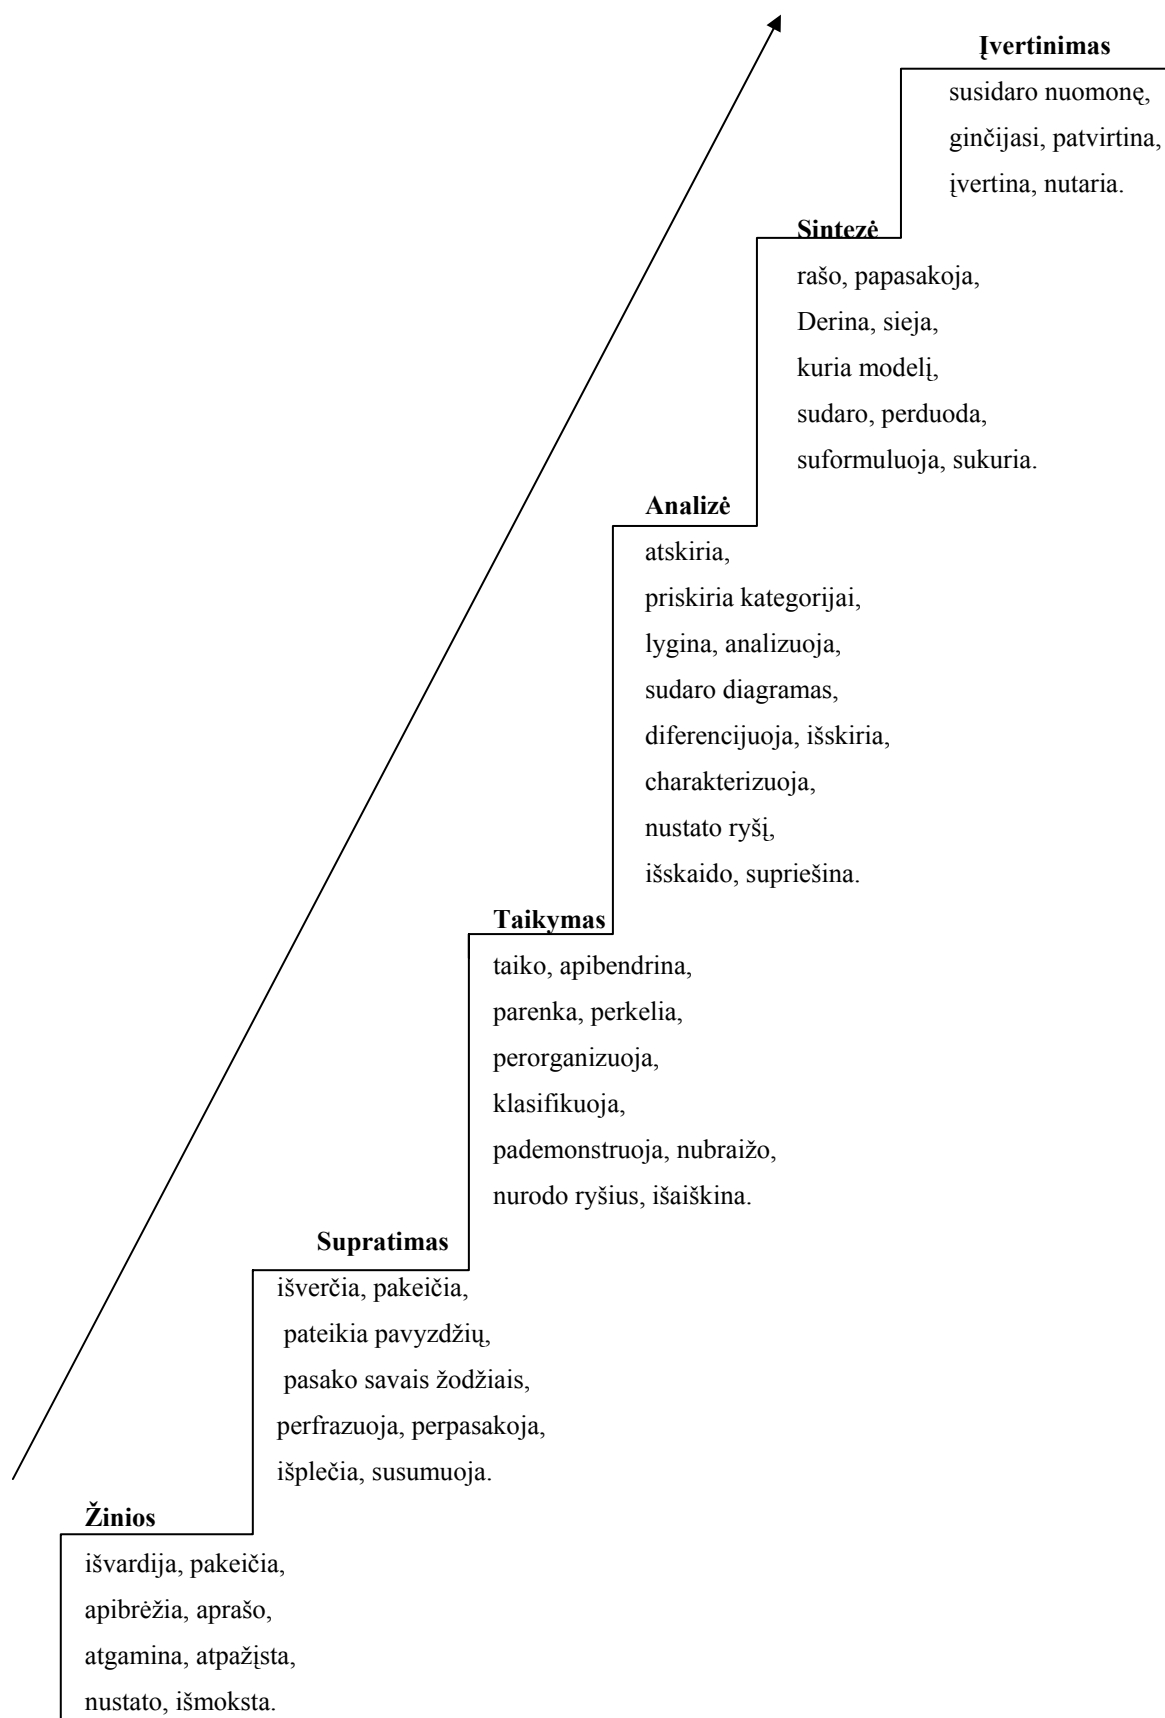 Įvertinimas
susidaro nuomonę,
ginčijasi, patvirtina,
įvertina, nutaria.
Sintezė
rašo, papasakoja,
Derina, sieja,
kuria modelį,
sudaro, perduoda,
suformuluoja, sukuria.
Analizė
atskiria,
priskiria kategorijai,
lygina, analizuoja,
sudaro diagramas,
diferencijuoja, išskiria,
charakterizuoja,
nustato ryšį,
išskaido, supriešina.
Taikymas
taiko, apibendrina,
parenka, perkelia,
perorganizuoja,
klasifikuoja,
pademonstruoja, nubraižo,
nurodo ryšius, išaiškina.
Supratimas
išverčia, pakeičia,
pateikia pavyzdžių,
pasako savais žodžiais,
perfrazuoja, perpasakoja,
išplečia, susumuoja.
Žinios
išvardija, pakeičia,
apibrėžia, aprašo,
atgamina, atpažįsta,
nustato, išmoksta.